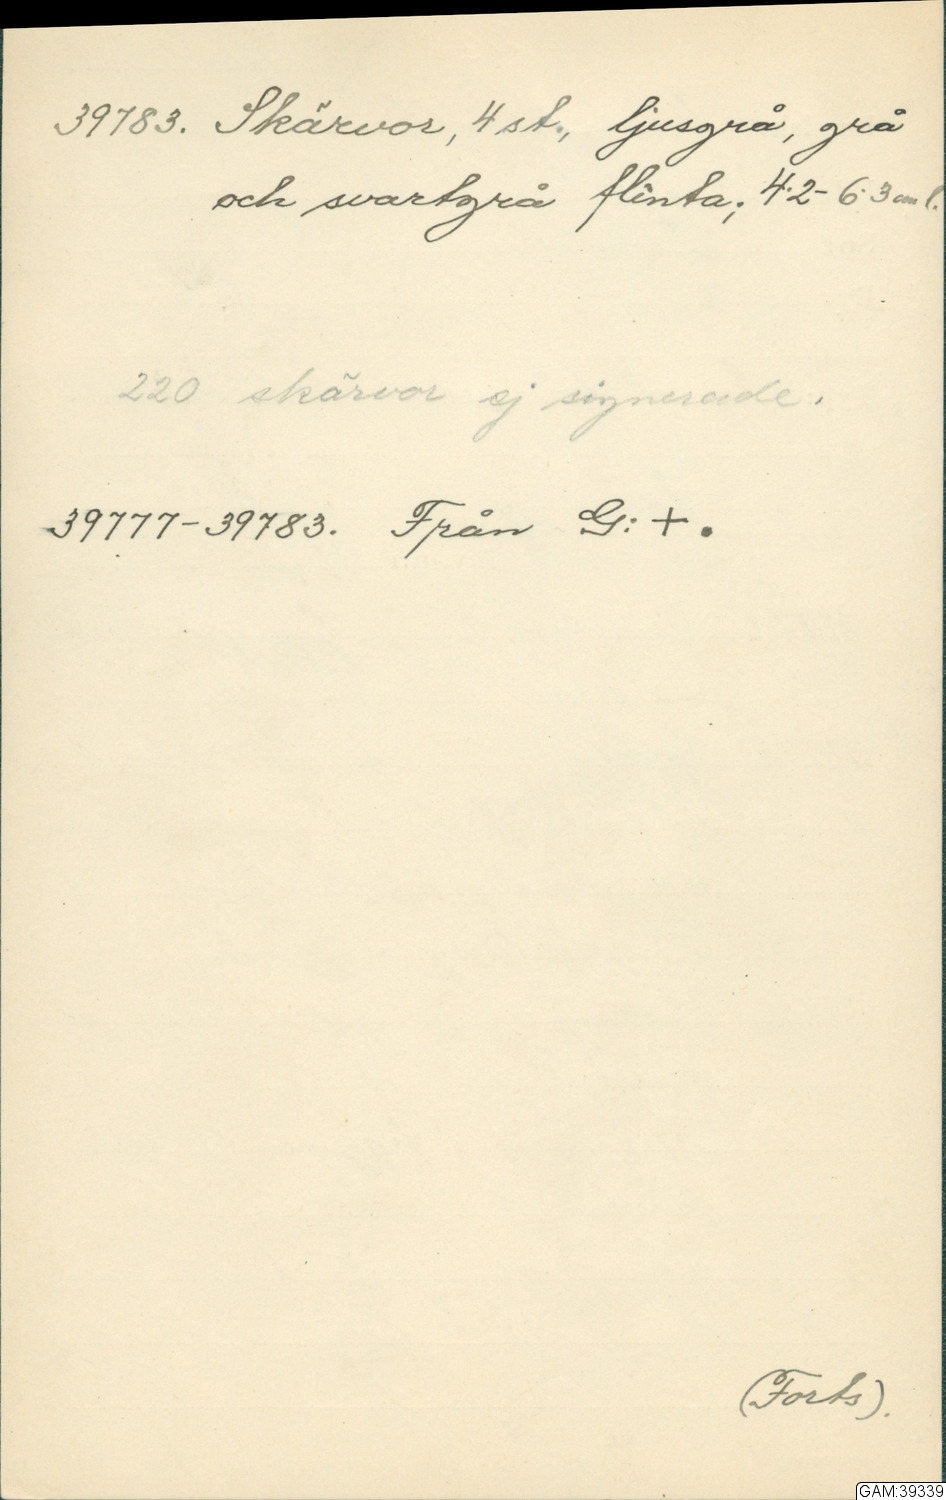 39783. Skärvor, 4 st., ljusgrå, grå
och svartgrå flinta; 4.2-6.3 cm l.
220 skärvor ej signerade.
39777-39783. Från G: +.
(Forts).
GAM:39339